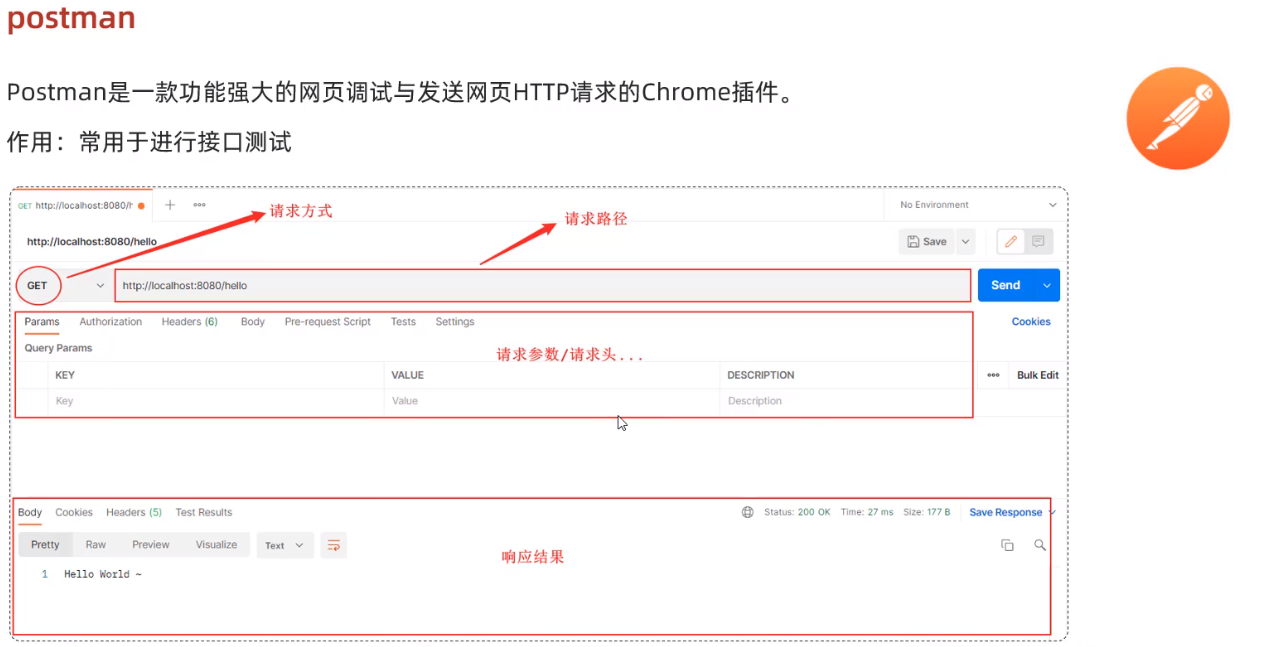 postman
Postman是一款功能强大的网页调试与发送网页HTTP请求的Chrome插件。
作用：常用于进行接口测试
GET http://localhost:8080/h
No Environment
请求方式
请求路径
http://localhost:8080/hello
Save
GET
http://localhost:8080/hello
Send
Params Authorization Headers (6) Body Pre-request Script Tests Settings
Cookies
Query Params
请求参数/请求头...
KEY VALUE DESCRIPTION
Bulk Edit
Key Value Description
Body Cookies Headers (5) Test Results
Status: 200 OK Time: 27 ms Size: 177 B
Save Response
Pretty Raw Preview Visualize Text
响应结果
1 Hello World ~